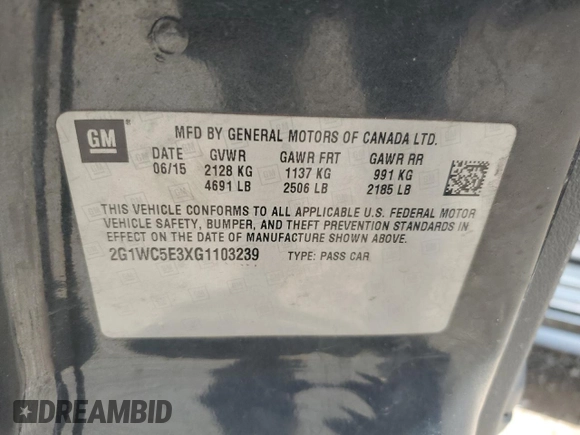 GM
MFD BY GENERAL MOTORS OF CANADA LTD.
DATE GVWR GAWR FRT GAWR RR
06/15 2128 KG 1137 KG 991 KG
4691 LB 2506 LB 2185 LB
THIS VEHICLE CONFORMS TO ALL APPLICABLE U.S. FEDERAL MOTOR
VEHICLE SAFETY, BUMPER, AND THEFT PREVENTION STANDARDS IN
EFFECT ON THE DATE OF MANUFACTURE SHOWN ABOVE.
2G1WC5E3XG1103239 TYPE: PASS CAR
DREAMBID